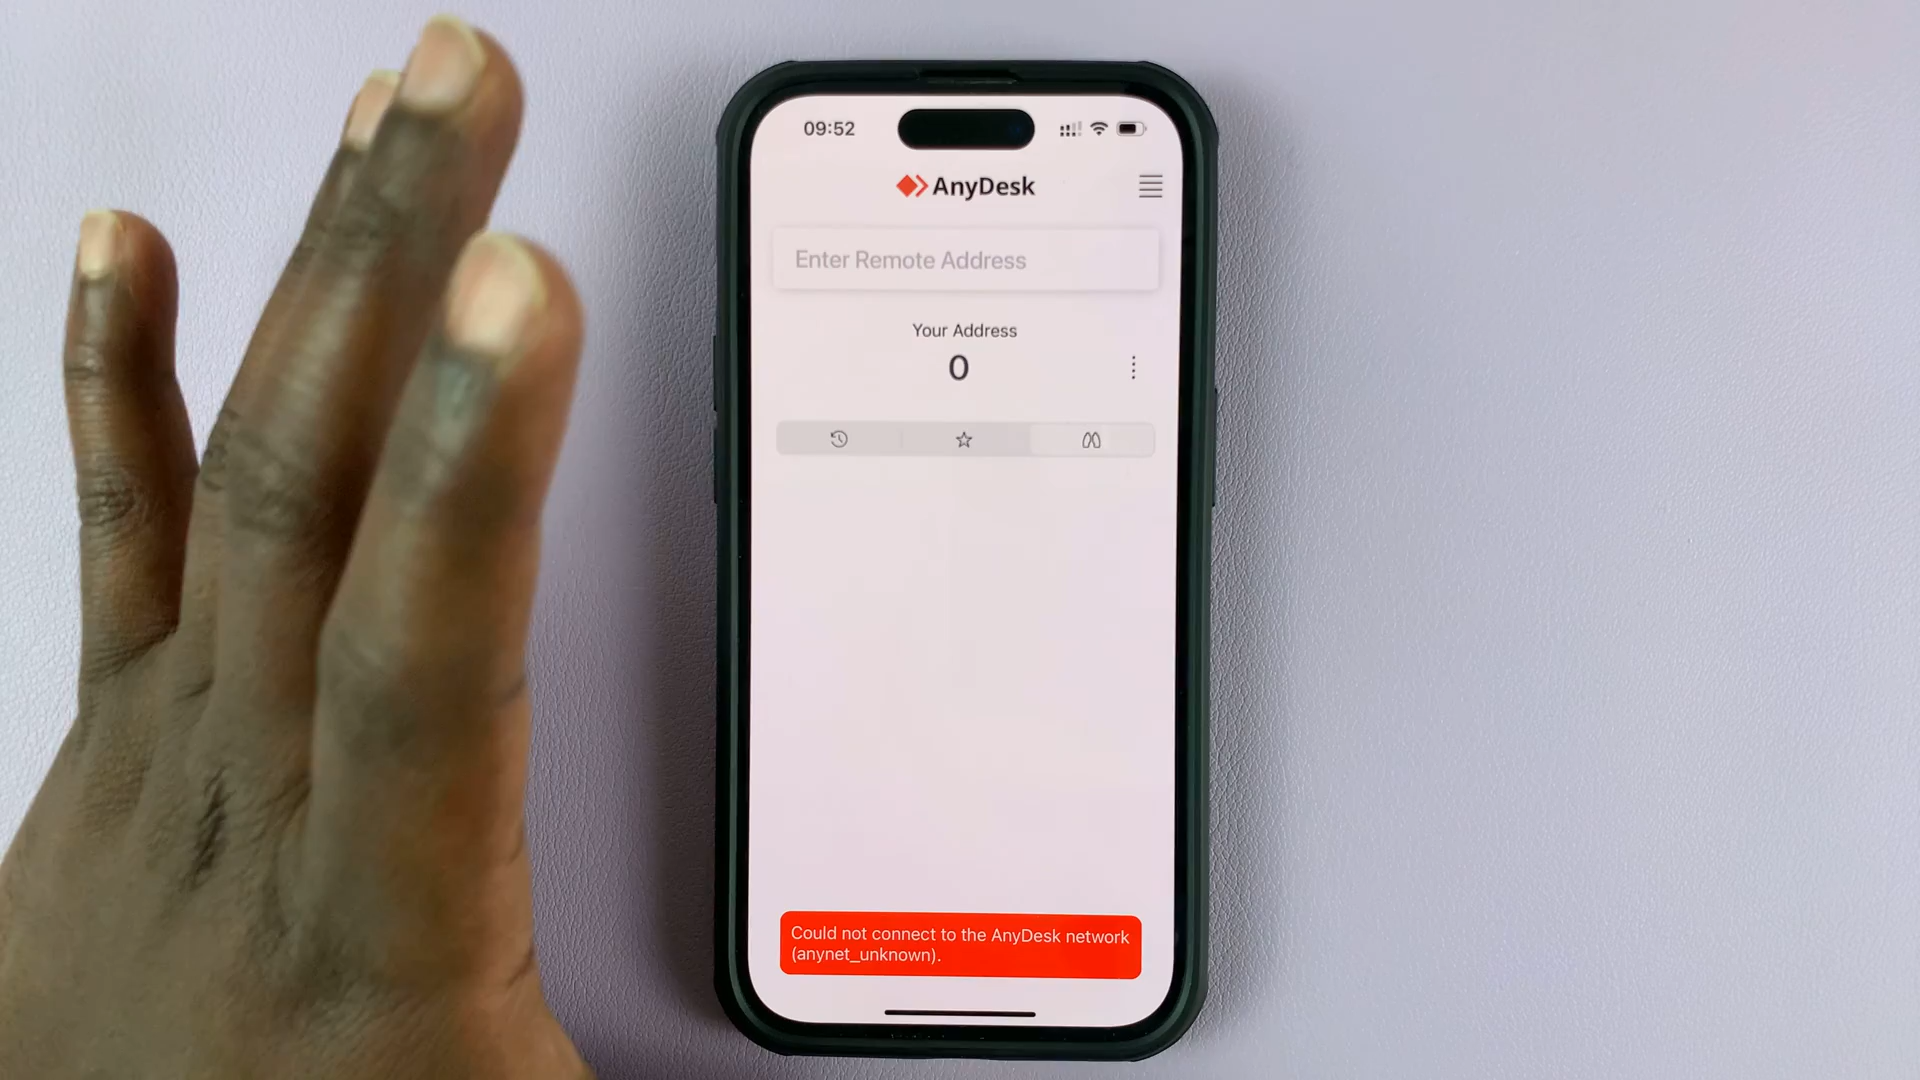 09:52
AnyDesk
Enter Remote Address
Your Address
0
Could not connect to the AnyDesk network
(anynet_unknown).